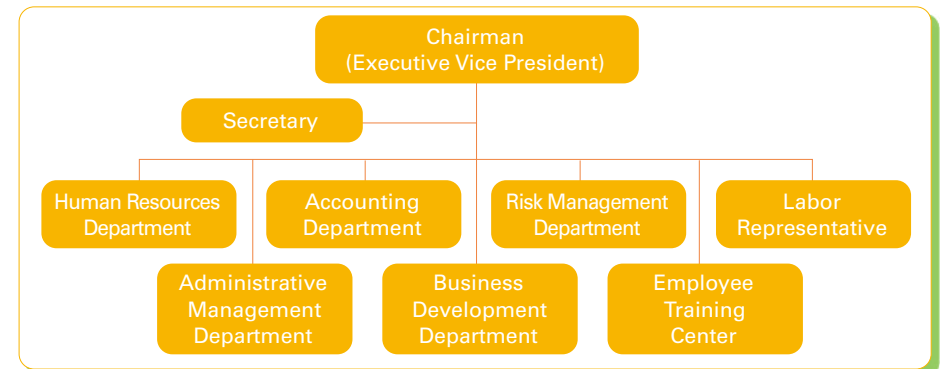 Chairman
(Executive Vice President)
Secretary
Human Resources
Department
Accounting
Department
Risk Management
Department
Labor
Representative
Administrative
Management
Department
Business
Development
Department
Employee
Training
Center